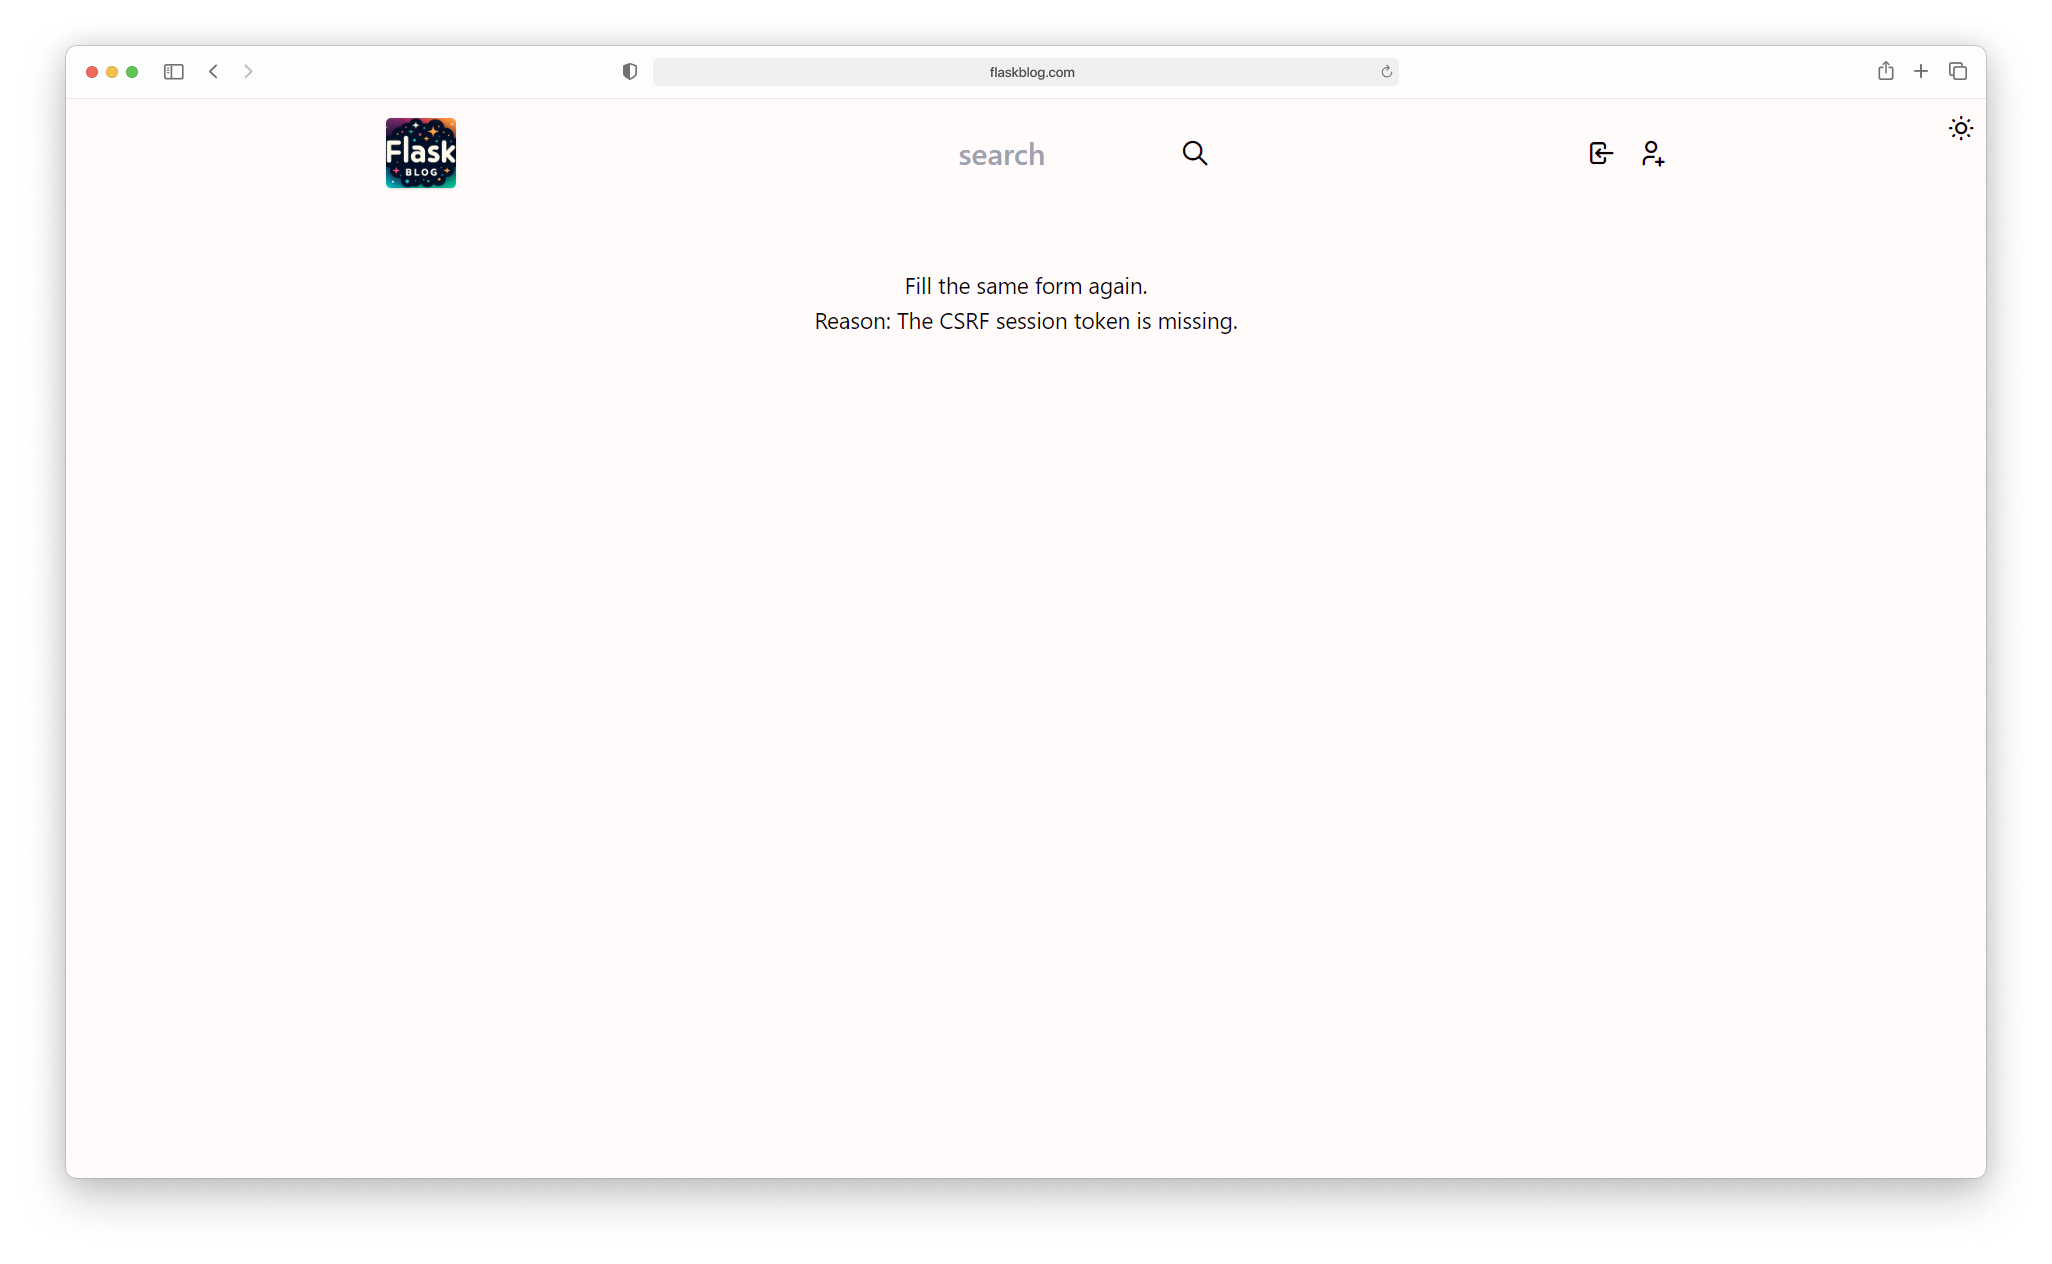 flaskblog.com
Flask
BLOG
search
Fill the same form again.
Reason: The CSRF session token is missing.